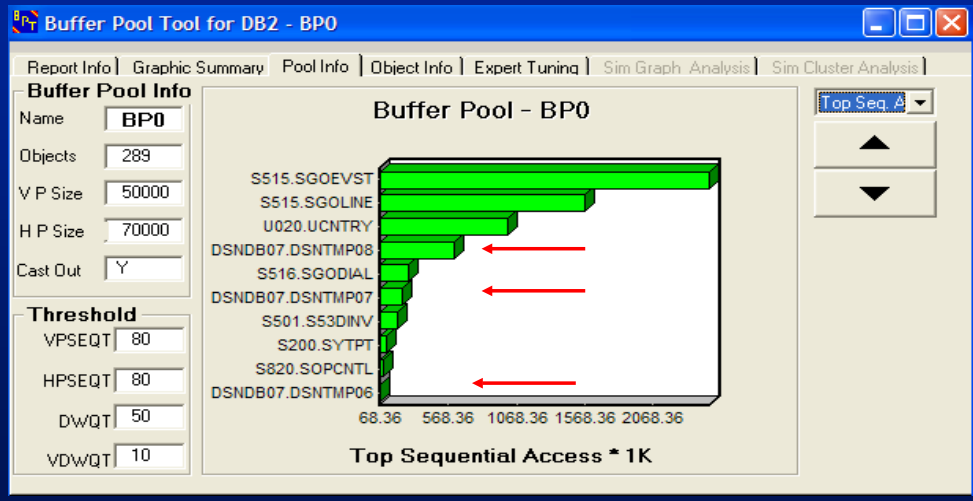 BPT Buffer Pool Tool for DB2 - BP0
Report Info Graphic Summary Pool Info Object Info Expert Tuning Sim Graph Analysis Sim Cluster Analysis
Buffer Pool Info
Name BP0
Objects 289
V P Size 50000
H P Size 70000
Cast Out Y
Threshold
VPSEQT 80
HPSEQT 80
DWQT 50
VDWQT 10
Buffer Pool - BP0
S515.SGOEVST
S515.SGOLINE
U020.UCNTRY
DSNDB07.DSNTMP08
S516.SGODIAL
DSNDB07.DSNTMP07
S501.S53DINV
S200.SYTPT
S820.SOPCNTL
DSNDB07.DSNTMP06
68.36 568.36 1068.36 1568.36 2068.36
Top Sequential Access * 1K
Top Seq. A